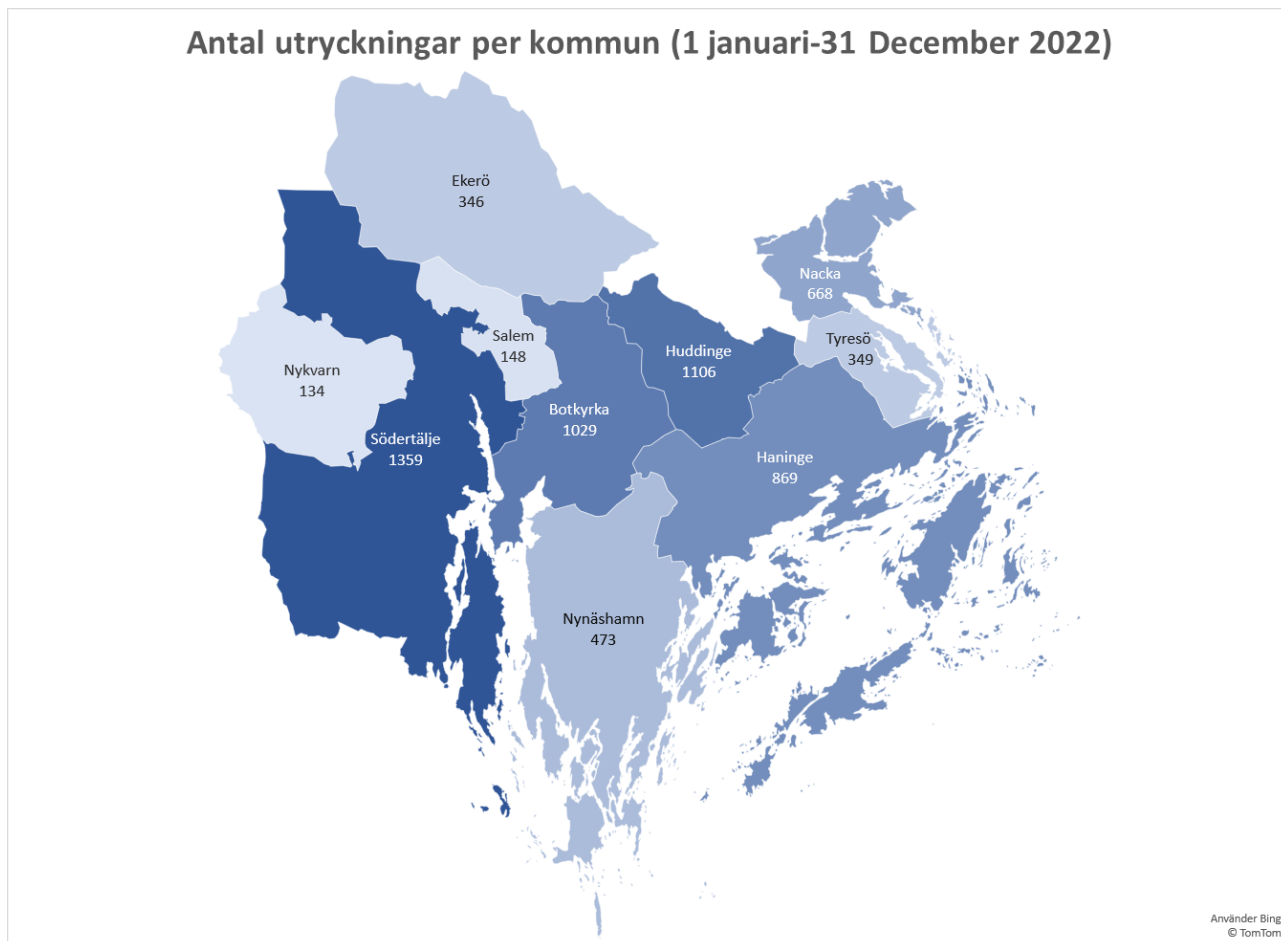 Antal utryckningar per kommun (1 januari-31 December 2022)
Ekerö
346
Nacka
668
Tyresö
349
Salem
148
Huddinge
1106
Nykvarn
134
Botkyrka
1029
Södertälje
1359
Haninge
869
Nynäshamn
473
Använder Bing
© TomTom